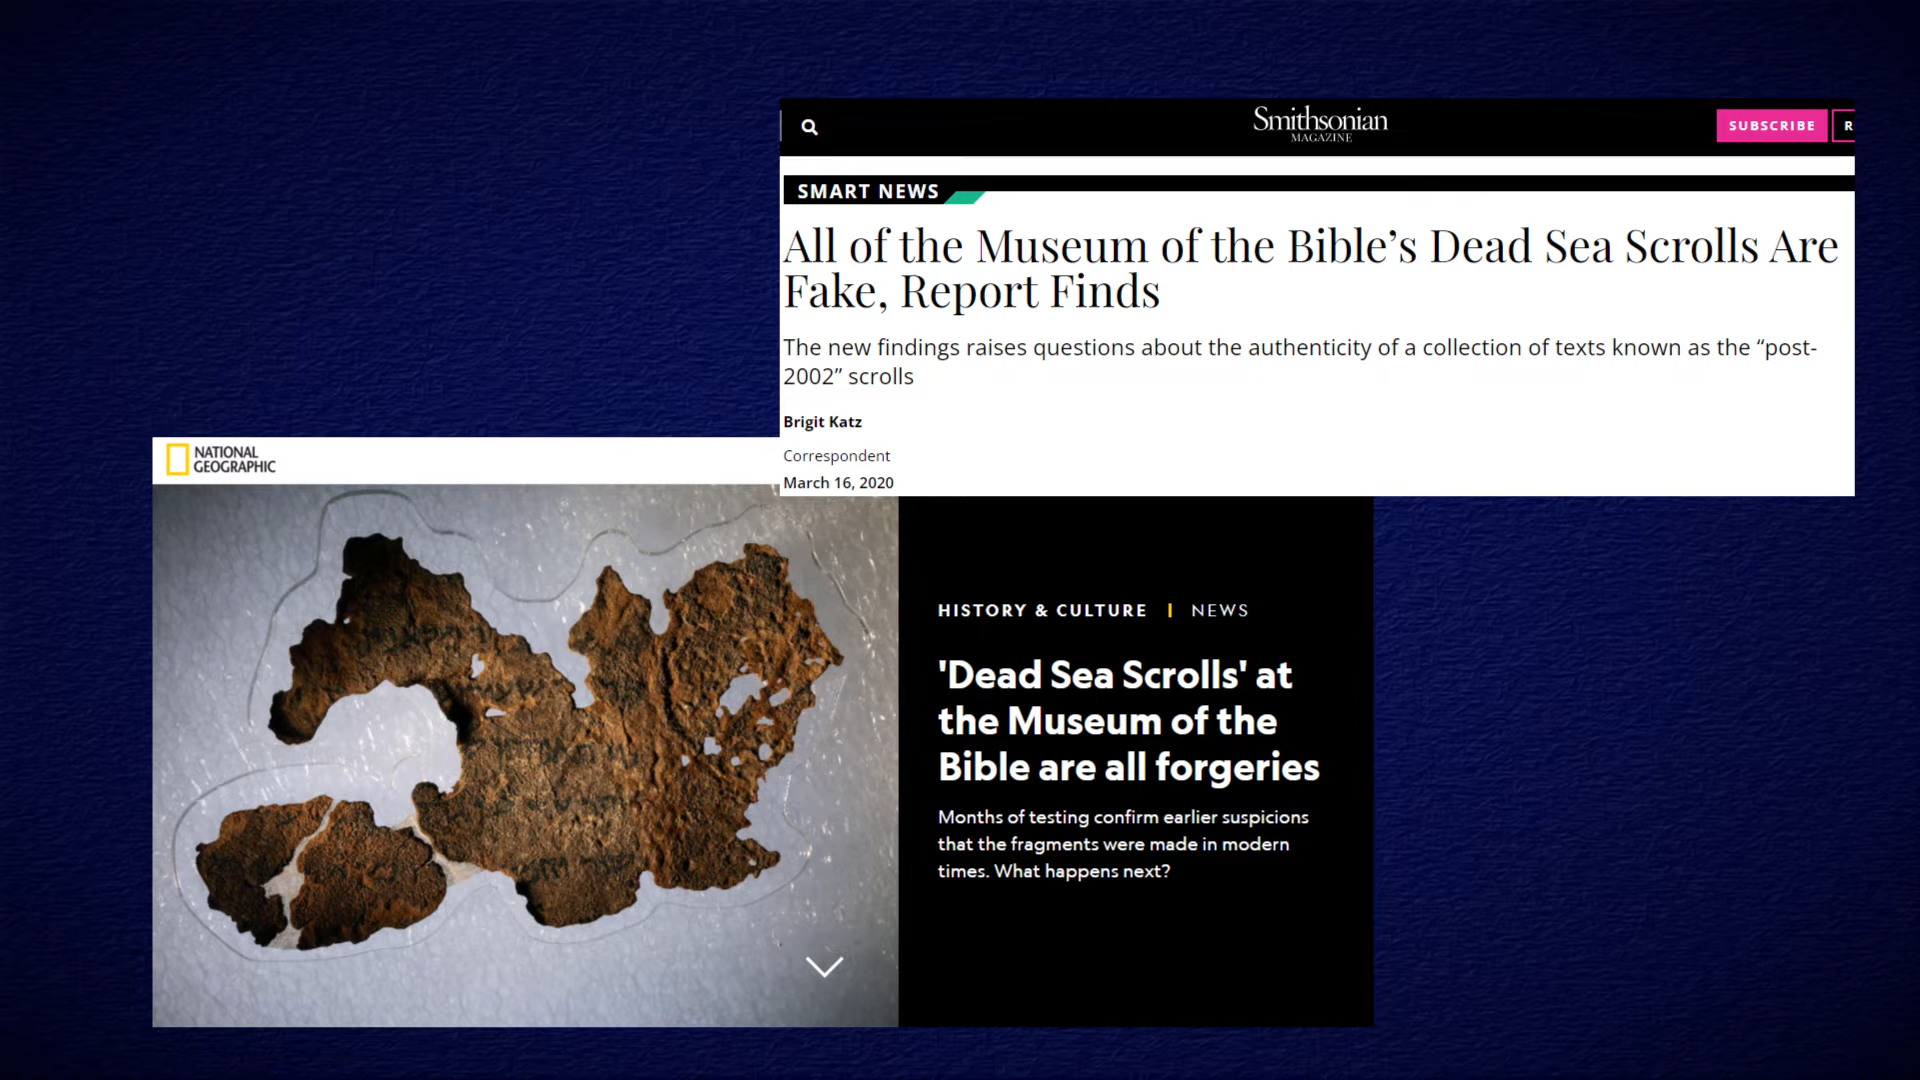 Smithsonian
MAGAZINE
SUBSCRIBE
R
SMART NEWS
All of the Museum of the Bible’s Dead Sea Scrolls Are
Fake, Report Finds
The new findings raises questions about the authenticity of a collection of texts known as the “post-
2002” scrolls
Brigit Katz
Correspondent
March 16, 2020
NATIONAL
GEOGRAPHIC
HISTORY & CULTURE | NEWS
'Dead Sea Scrolls' at
the Museum of the
Bible are all forgeries
Months of testing confirm earlier suspicions
that the fragments were made in modern
times. What happens next?